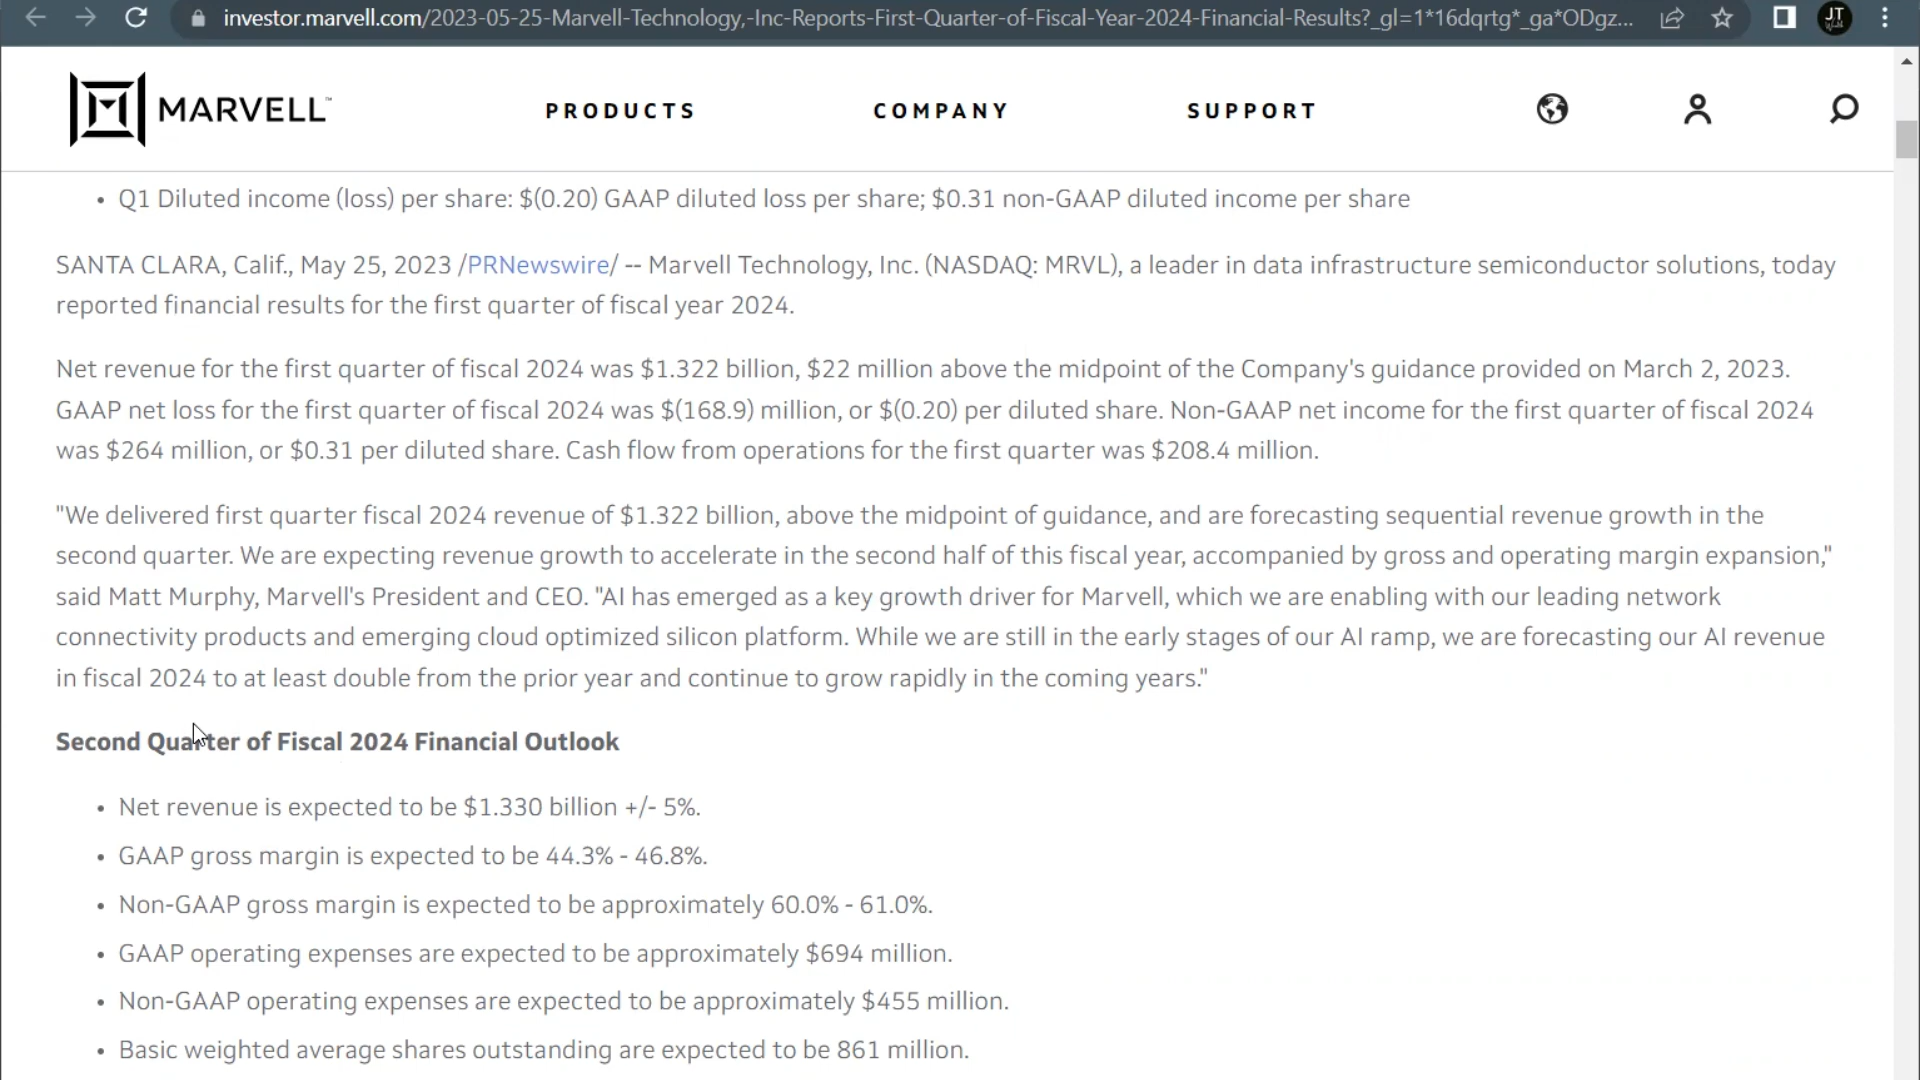 investor.marvell.com/2023-05-25-Marvell-Technology,-Inc-Reports-First-Quarter-of-Fiscal-Year-2024-Financial-Results?_gl=1*16dqrtg*_ga*ODgz...
JT
MARVELL™
PRODUCTS
COMPANY
SUPPORT
• Q1 Diluted income (loss) per share: $(0.20) GAAP diluted loss per share; $0.31 non-GAAP diluted income per share
SANTA CLARA, Calif., May 25, 2023 /PRNewswire/ -- Marvell Technology, Inc. (NASDAQ: MRVL), a leader in data infrastructure semiconductor solutions, today
reported financial results for the first quarter of fiscal year 2024.
Net revenue for the first quarter of fiscal 2024 was $1.322 billion, $22 million above the midpoint of the Company's guidance provided on March 2, 2023.
GAAP net loss for the first quarter of fiscal 2024 was $(168.9) million, or $(0.20) per diluted share. Non-GAAP net income for the first quarter of fiscal 2024
was $264 million, or $0.31 per diluted share. Cash flow from operations for the first quarter was $208.4 million.
"We delivered first quarter fiscal 2024 revenue of $1.322 billion, above the midpoint of guidance, and are forecasting sequential revenue growth in the
second quarter. We are expecting revenue growth to accelerate in the second half of this fiscal year, accompanied by gross and operating margin expansion,"
said Matt Murphy, Marvell's President and CEO. "AI has emerged as a key growth driver for Marvell, which we are enabling with our leading network
connectivity products and emerging cloud optimized silicon platform. While we are still in the early stages of our AI ramp, we are forecasting our AI revenue
in fiscal 2024 to at least double from the prior year and continue to grow rapidly in the coming years."
Second Quarter of Fiscal 2024 Financial Outlook
• Net revenue is expected to be $1.330 billion +/- 5%.
• GAAP gross margin is expected to be 44.3% - 46.8%.
• Non-GAAP gross margin is expected to be approximately 60.0% - 61.0%.
• GAAP operating expenses are expected to be approximately $694 million.
• Non-GAAP operating expenses are expected to be approximately $455 million.
• Basic weighted average shares outstanding are expected to be 861 million.